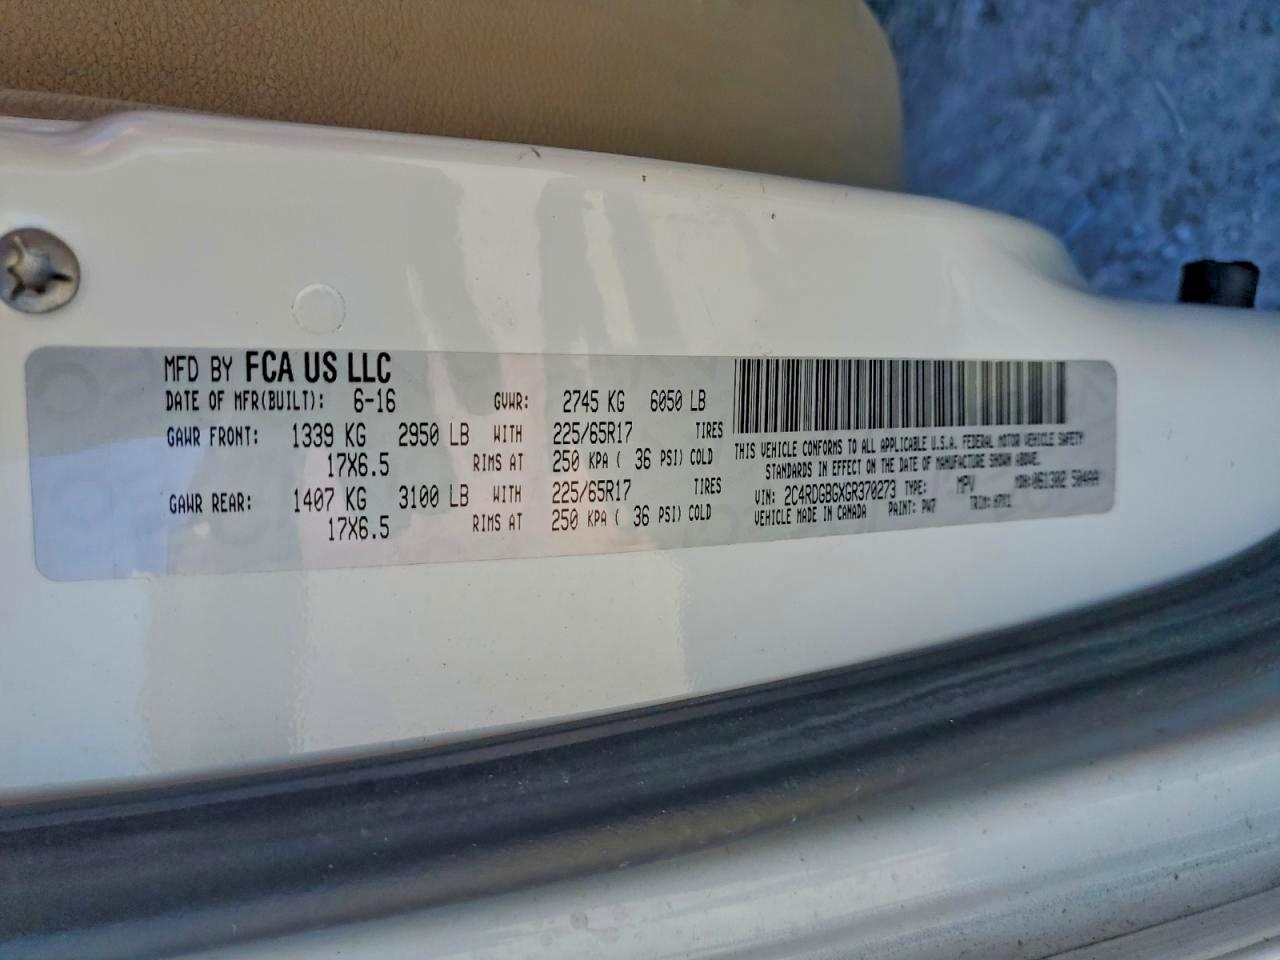 MFD BY FCA US LLC
DATE OF MFR(BUILT): 6-16 GVWR: 2745 KG 6050 LB
GAWR FRONT: 1339 KG 2950 LB WITH 225/65R17 TIRES
17X6.5 RIMS AT 250 KPA ( 36 PSI) COLD
GAWR REAR: 1407 KG 3100 LB WITH 225/65R17 TIRES
17X6.5 RIMS AT 250 KPA ( 36 PSI) COLD
THIS VEHICLE CONFORMS TO ALL APPLICABLE U.S.A. FEDERAL MOTOR VEHICLE SAFETY
STANDARDS IN EFFECT ON THE DATE OF MANUFACTURE SHOWN ABOVE.
VIN: 2C4RDGBGXGR370273 TYPE: MPV MDH: 061302 504AA
VEHICLE MADE IN CANADA PAINT: PW7 TRIM: